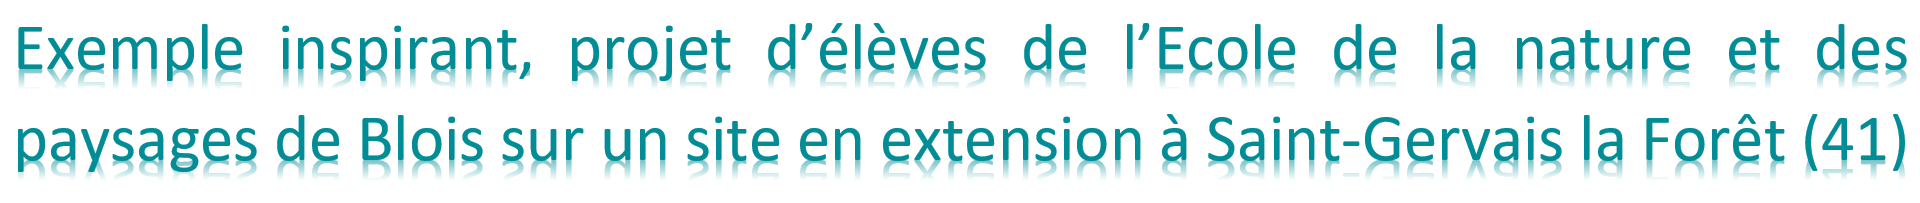 Exemple inspirant, projet d’élèves de l’Ecole de la nature et des
paysages de Blois sur un site en extension à Saint-Gervais la Forêt (41)